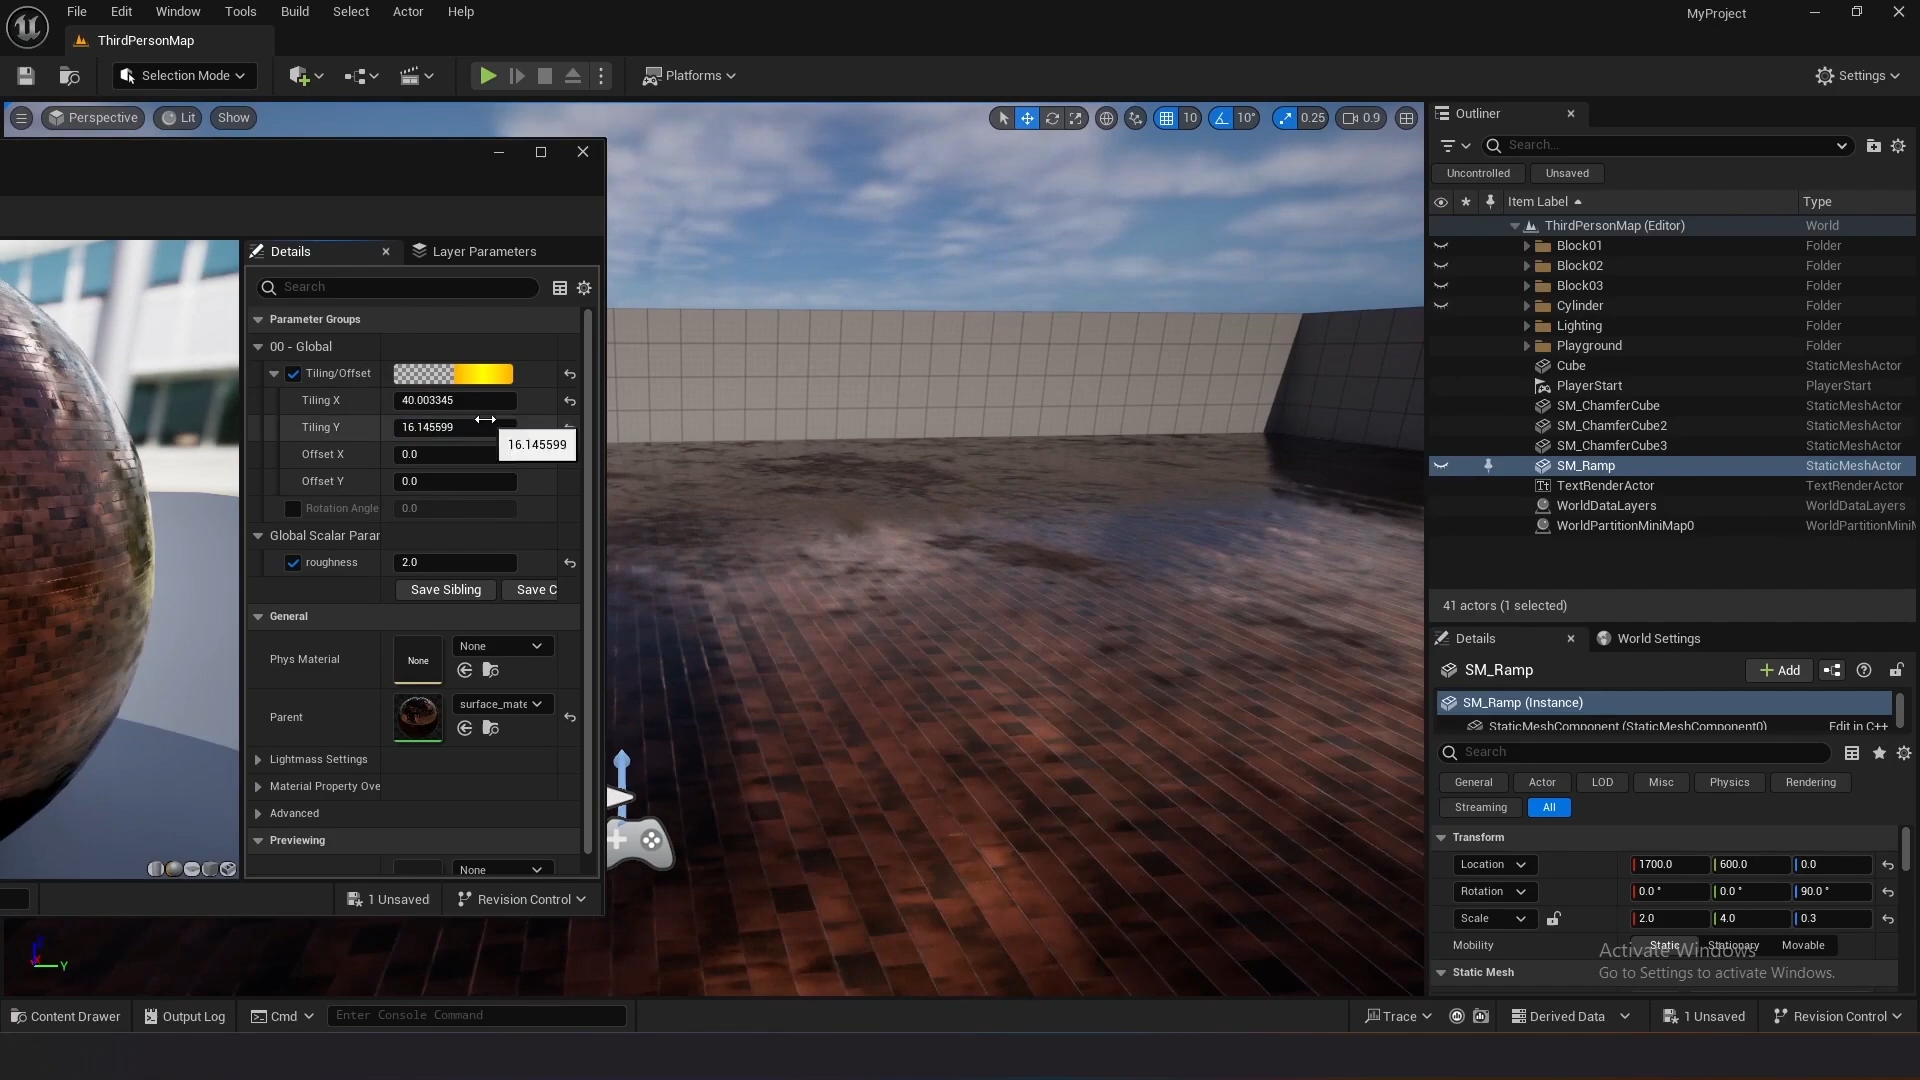 File Edit Window Tools Build Select Actor Help
MyProject
ThirdPersonMap
Selection Mode
Platforms
Settings
Perspective Lit Show
10 10° 0.25 0.9
Outliner
Search...
Uncontrolled Unsaved
Item Label Type
ThirdPersonMap (Editor) World
Block01 Folder
Block02 Folder
Block03 Folder
Cylinder Folder
Lighting Folder
Playground Folder
Cube StaticMeshActor
PlayerStart PlayerStart
SM_ChamferCube StaticMeshActor
SM_ChamferCube2 StaticMeshActor
SM_ChamferCube3 StaticMeshActor
SM_Ramp StaticMeshActor
TextRenderActor TextRenderActor
WorldDataLayers WorldDataLayers
WorldPartitionMiniMap0 WorldPartitionMini
41 actors (1 selected)
Details
Layer Parameters
Search
Parameter Groups
00 - Global
Tiling/Offset
Tiling X 40.003345
Tiling Y 16.145599
16.145599
Offset X 0.0
Offset Y 0.0
Rotation Angle 0.0
Global Scalar Parar
roughness 2.0
Save Sibling Save C
General
Phys Material None None
Parent surface_mate
Lightmass Settings
Material Property Ove
Advanced
Previewing
None
1 Unsaved Revision Control
Details World Settings
SM_Ramp Add
SM_Ramp (Instance)
StaticMeshComponent (StaticMeshComponent0) Edit in C++
Search
General Actor LOD Misc Physics Rendering
Streaming All
Transform
Location 1700.0 600.0 0.0
Rotation 0.0 ° 0.0 ° 90.0 °
Scale 2.0 4.0 0.3
Mobility Static Stationary Movable
Static Mesh
Activate Windows
Go to Settings to activate Windows.
Y
Content Drawer Output Log Cmd Enter Console Command
Trace Derived Data 1 Unsaved Revision Control